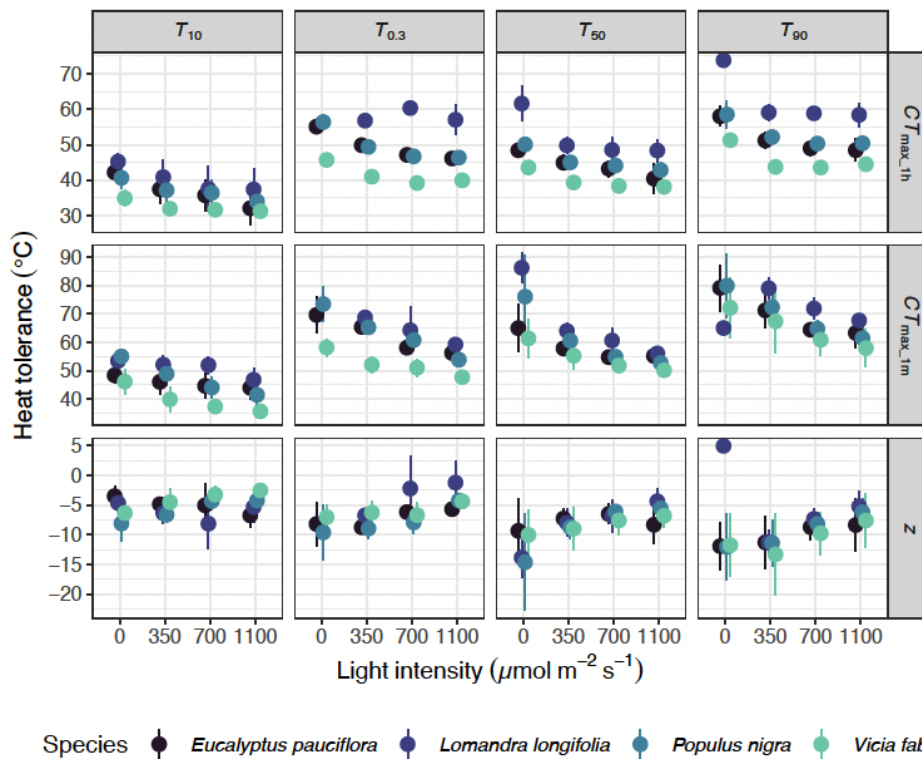 T10 T0.3 T50 T90
70
60
50
40
30
CTmax_1h
90
80
70
60
50
40
CTmax_1m
5
0
−5
−10
−15
−20
z
Heat tolerance (°C)
0 350 700 1100 0 350 700 1100 0 350 700 1100 0 350 700 1100
Light intensity (μmol m−2 s−1)
Species Eucalyptus pauciflora Lomandra longifolia Populus nigra Vicia fab